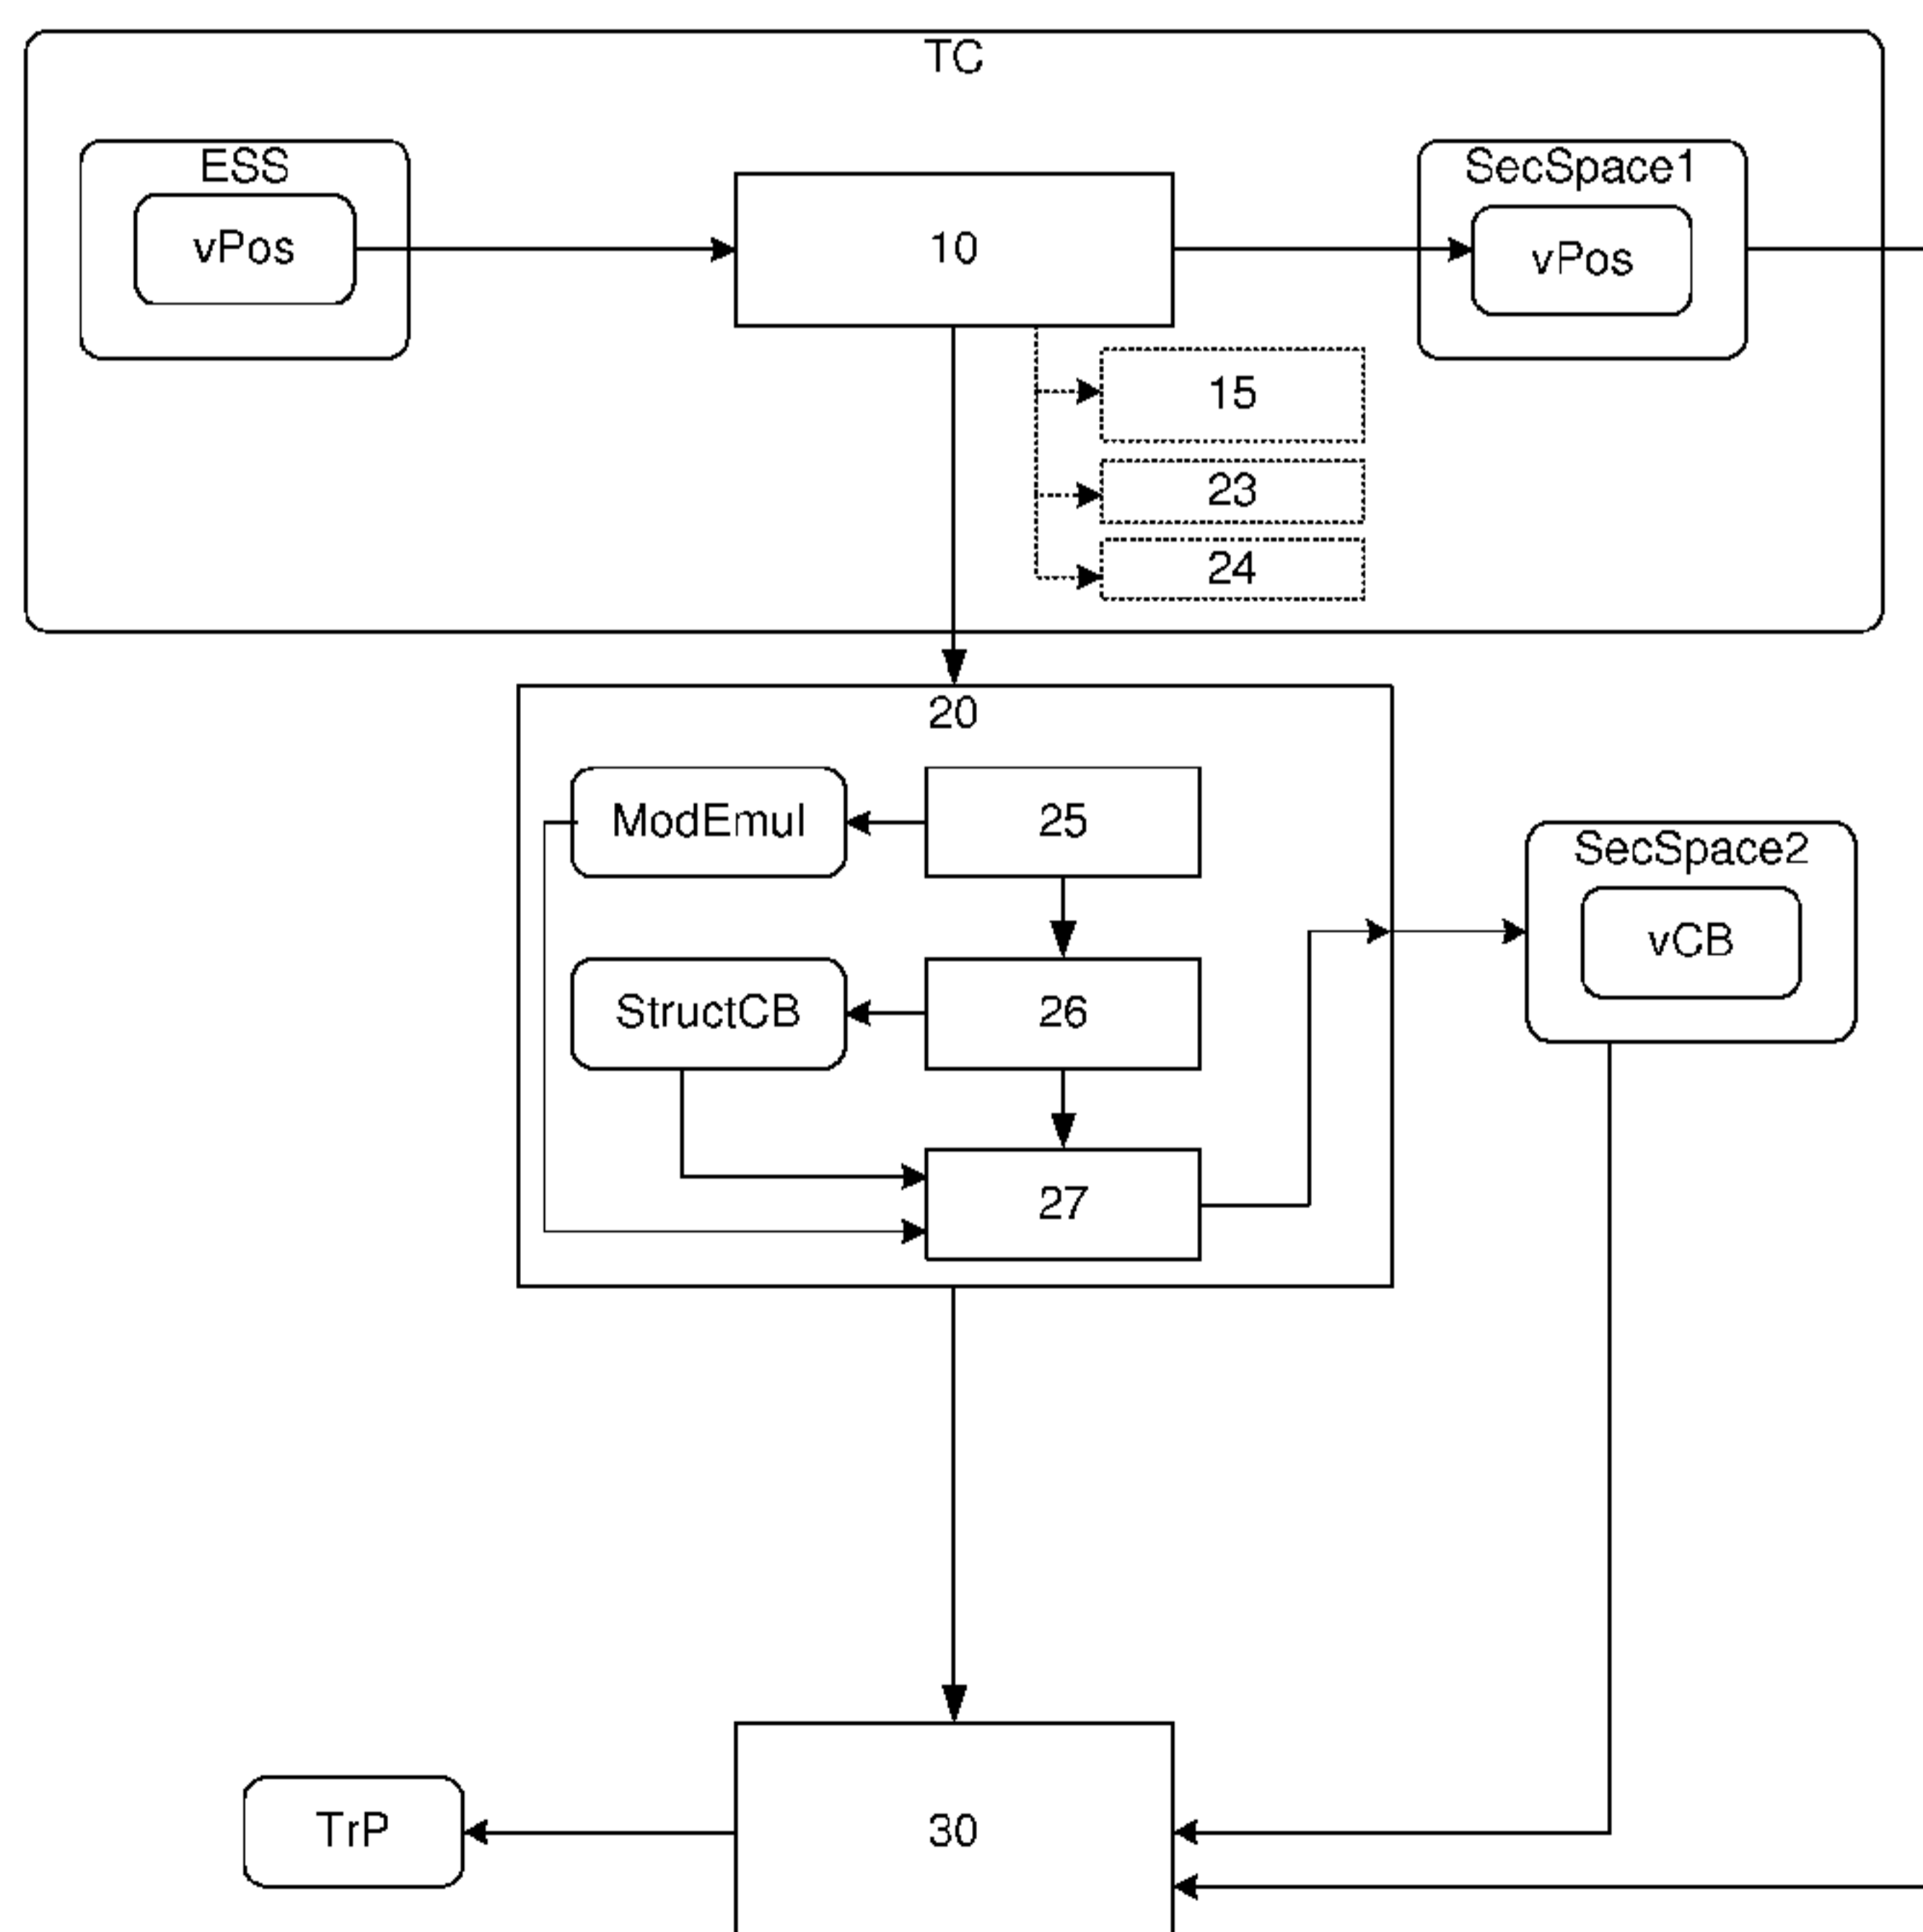 TC
ESS
vPos
10
SecSpace1
vPos
15
23
24
20
ModEmul
25
StructCB
26
27
SecSpace2
vCB
TrP
30